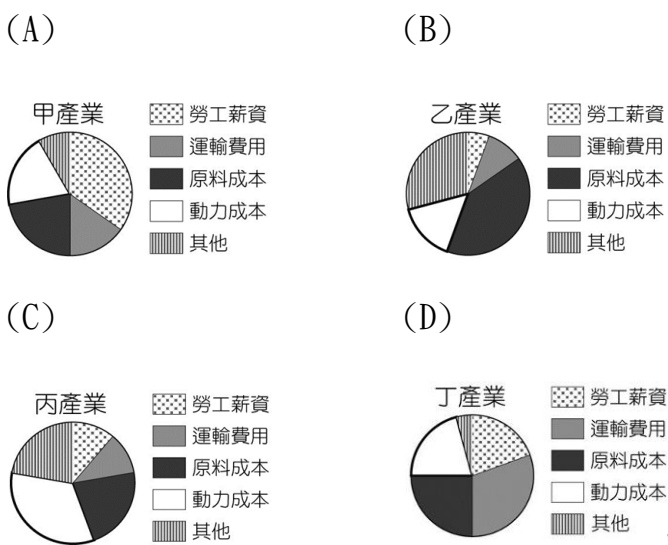 (A)
甲產業
勞工薪資
運輸費用
原料成本
動力成本
其他
(B)
乙產業
勞工薪資
運輸費用
原料成本
動力成本
其他
(C)
丙產業
勞工薪資
運輸費用
原料成本
動力成本
其他
(D)
丁產業
勞工薪資
運輸費用
原料成本
動力成本
其他